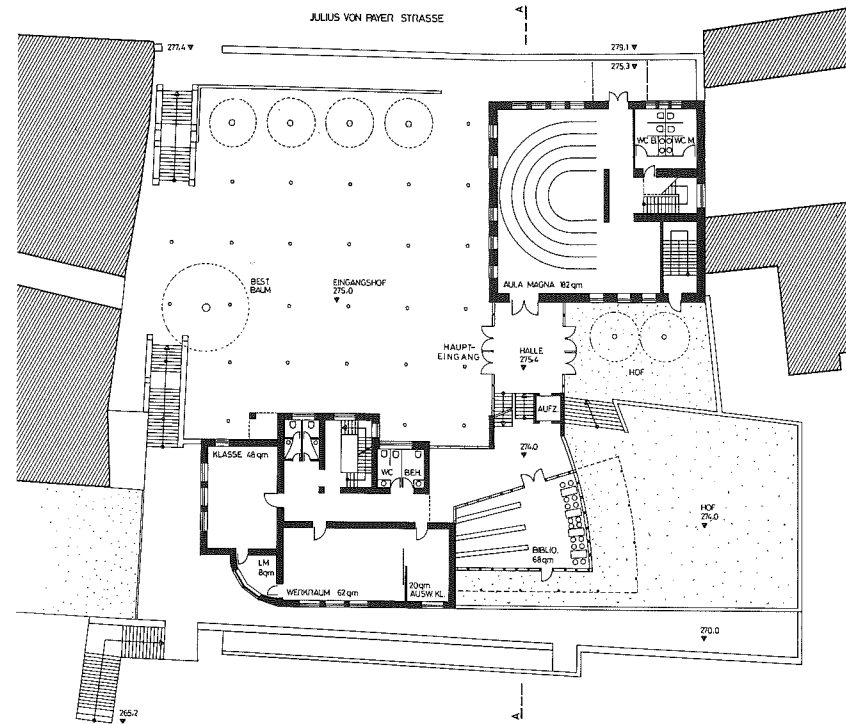 A
JULIUS VON PAYER STRASSE
277.4
279.1
275.3
WC B.
WC M.
BEST.
BAUM
EINGANGSHOF
275.0
AULA MAGNA 182 qm
HAUPT-
EINGANG
HALLE
275.4
HOF
AUFZ.
274.0
KLASSE 48 qm
WC
BEH.
HOF
274.0
BIBLIO.
68 qm
LM
8qm
WERKRAUM 62 qm
20 qm
AUSW. KL.
270.0
265.2
A